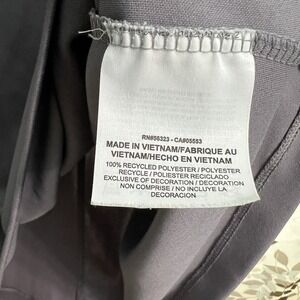 RN#56323 - CA#05553
MADE IN VIETNAM/FABRIQUE AU
VIETNAM/HECHO EN VIETNAM
100% RECYCLED POLYESTER / POLYESTER
RECYCLE / POLIESTER RECICLADO
EXCLUSIVE OF DECORATION / DECORATION
NON COMPRISE / NO INCLUYE LA
DECORACION